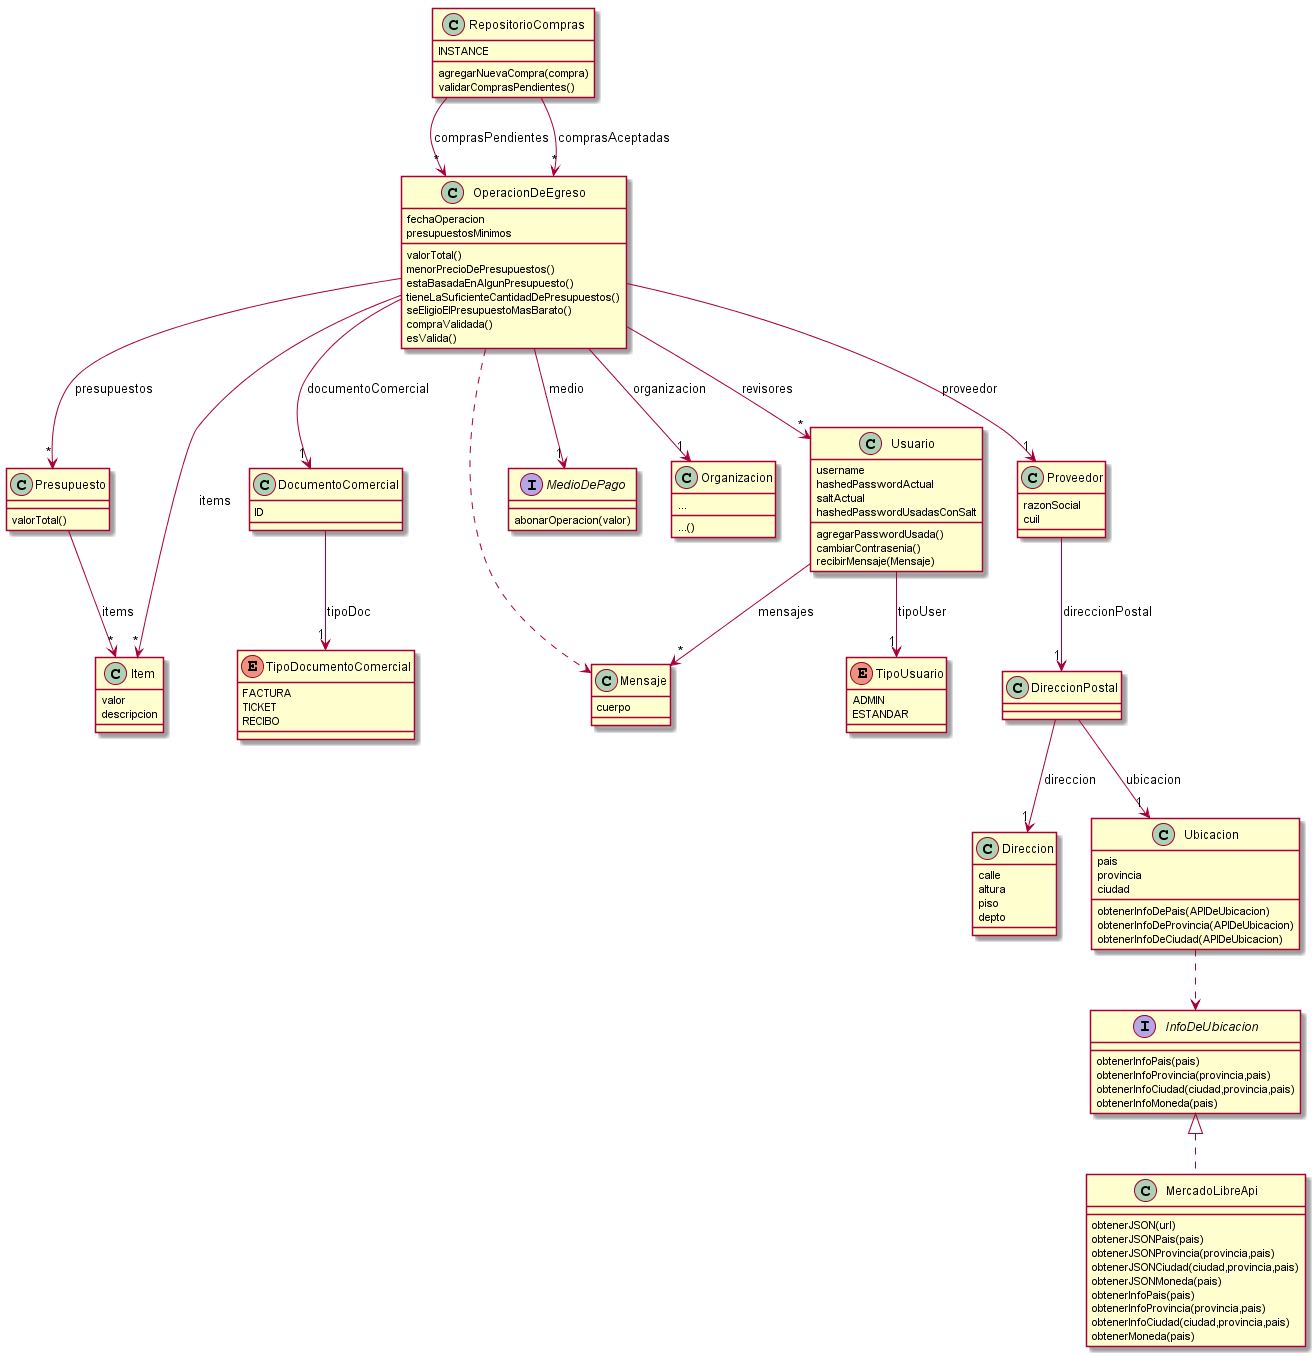 C RepositorioCompras
INSTANCE
agregarNuevaCompra(compra)
validarComprasPendientes()
comprasPendientes
comprasAceptadas
*
*
C OperacionDeEgreso
fechaOperacion
presupuestosMinimos
valorTotal()
menorPrecioDePresupuestos()
estaBasadaEnAlgunPresupuesto()
tieneLaSuficienteCantidadDePresupuestos()
seEligioElPresupuestoMasBarato()
compraValidada()
esValida()
presupuestos
items
documentoComercial
medio
organizacion
revisores
proveedor
*
1
1
1
*
1
C Presupuesto
valorTotal()
C DocumentoComercial
ID
I MedioDePago
abonarOperacion(valor)
C Organizacion
...
...()
C Usuario
username
hashedPasswordActual
saltActual
hashedPasswordUsadasConSalt
agregarPasswordUsada()
cambiarContrasenia()
recibirMensaje(Mensaje)
C Proveedor
razonSocial
cuil
items
tipoDoc
mensajes
tipoUser
direccionPostal
*
*
1
*
1
1
C Item
valor
descripcion
E TipoDocumentoComercial
FACTURA
TICKET
RECIBO
C Mensaje
cuerpo
E TipoUsuario
ADMIN
ESTANDAR
C DireccionPostal
direccion
ubicacion
1
1
C Direccion
calle
altura
piso
depto
C Ubicacion
pais
provincia
ciudad
obtenerInfoDePais(APIDeUbicacion)
obtenerInfoDeProvincia(APIDeUbicacion)
obtenerInfoDeCiudad(APIDeUbicacion)
I InfoDeUbicacion
obtenerInfoPais(pais)
obtenerInfoProvincia(provincia,pais)
obtenerInfoCiudad(ciudad,provincia,pais)
obtenerInfoMoneda(pais)
C MercadoLibreApi
obtenerJSON(url)
obtenerJSONPais(pais)
obtenerJSONProvincia(provincia,pais)
obtenerJSONCiudad(ciudad,provincia,pais)
obtenerJSONMoneda(pais)
obtenerInfoPais(pais)
obtenerInfoProvincia(provincia,pais)
obtenerInfoCiudad(ciudad,provincia,pais)
obtenerMoneda(pais)